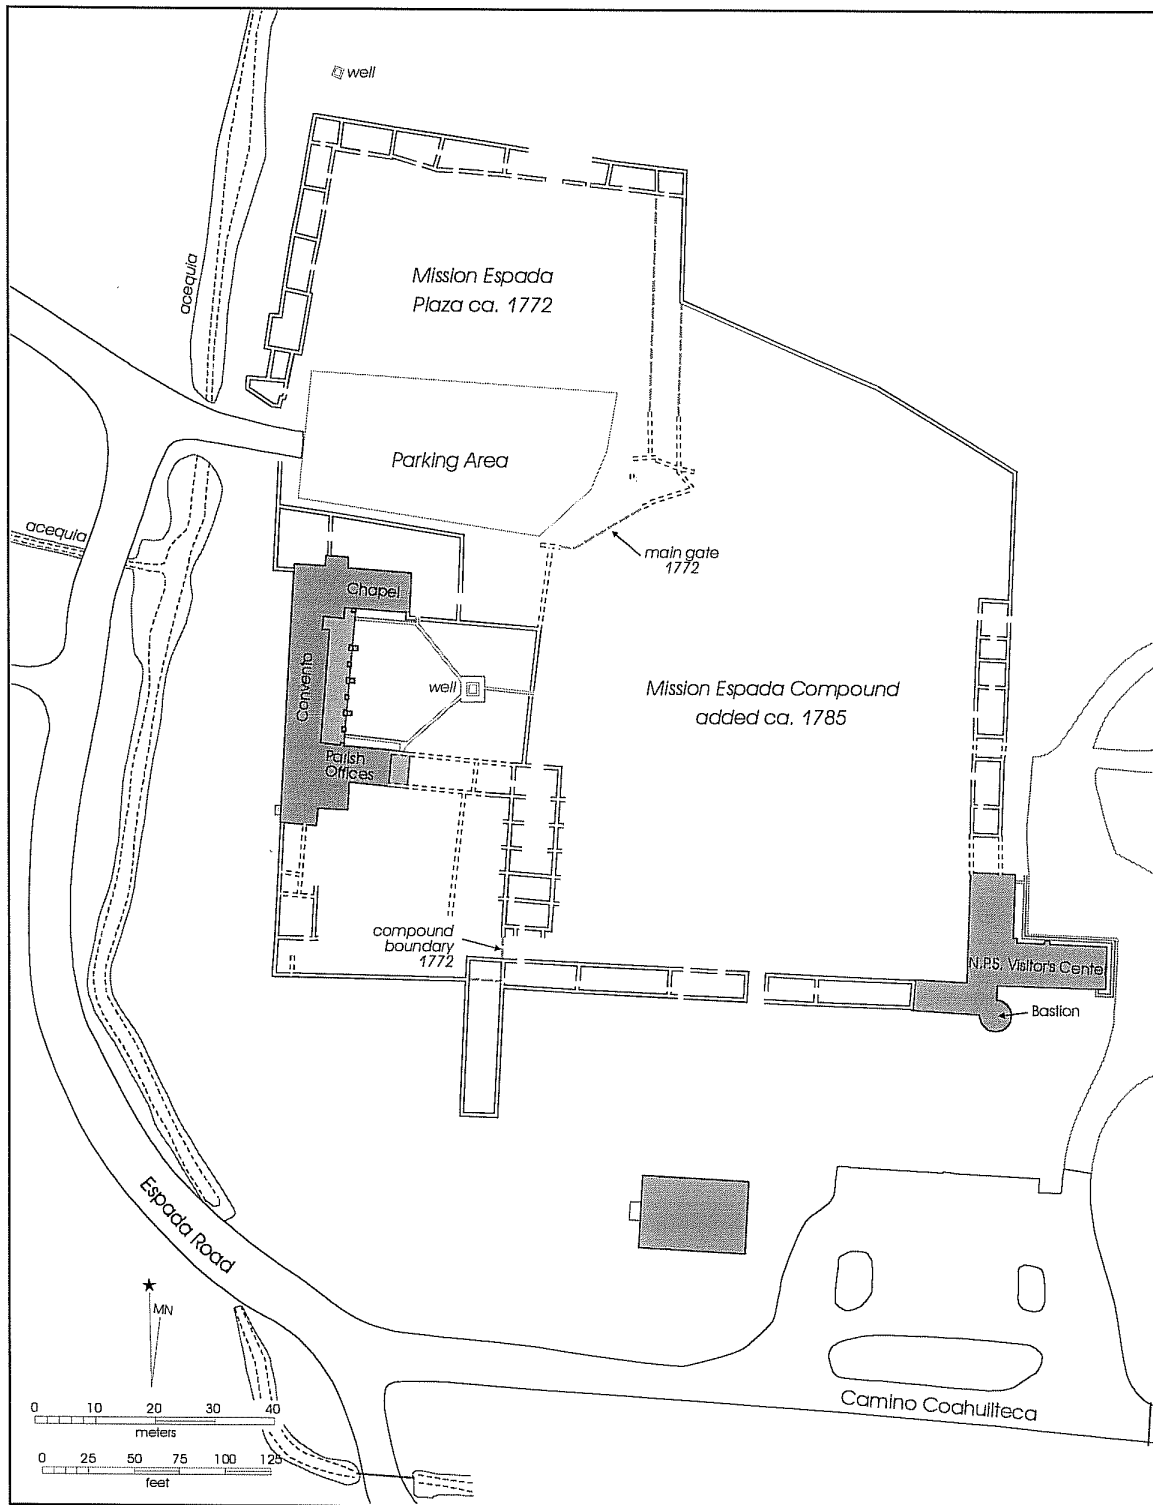 well
acequia
Mission Espada
Plaza ca. 1772
Parking Area
acequia
main gate
1772
Chapel
Convento
well
Mission Espada Compound
added ca. 1785
Parish
Offices
compound
boundary
1772
N.P.S. Visitor's Center
Bastion
Espada Road
MN
Camino Coahuilteca
0 10 20 30 40
meters
0 25 50 75 100 125
feet